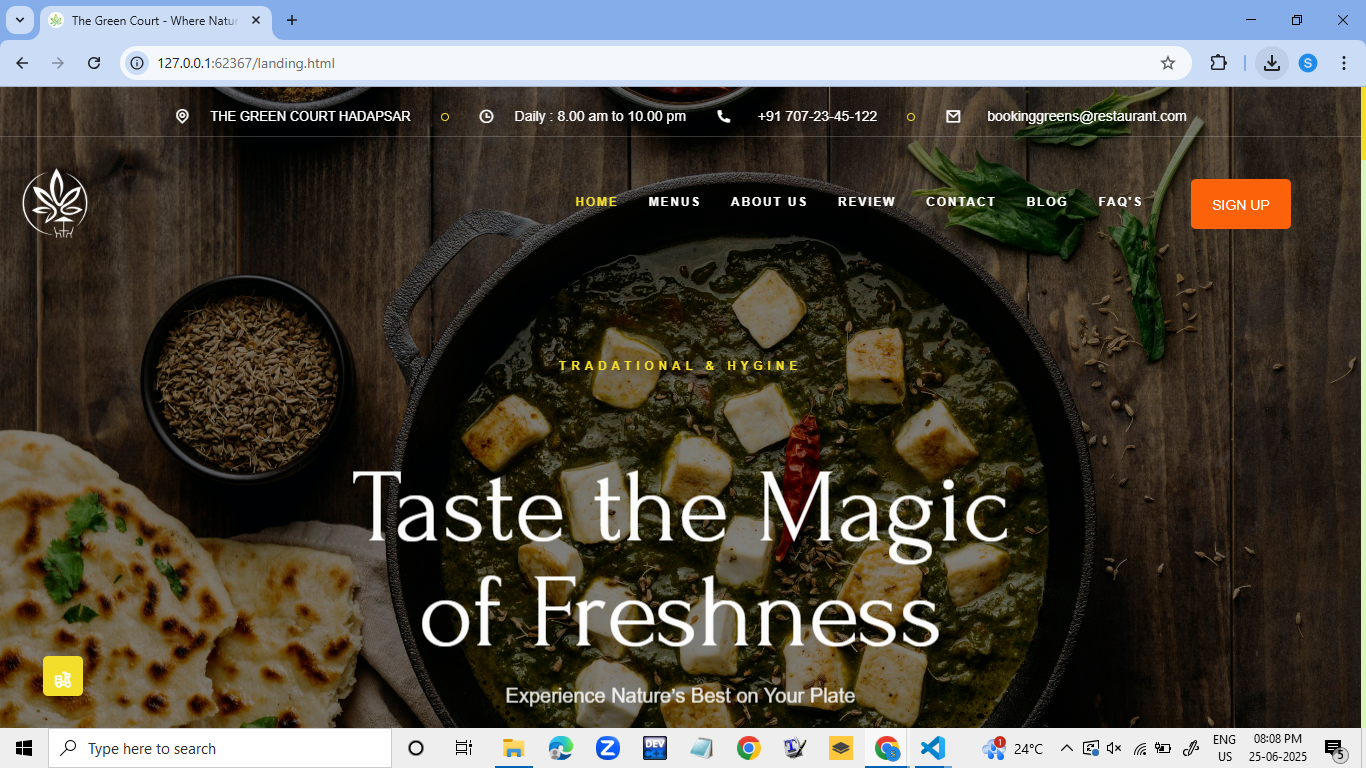 The Green Court - Where Natur
127.0.0.1:62367/landing.html
S
THE GREEN COURT HADAPSAR
Daily : 8.00 am to 10.00 pm
+91 707-23-45-122
bookinggreens@restaurant.com
HOME
MENUS
ABOUT US
REVIEW
CONTACT
BLOG
FAQ'S
SIGN UP
TRADATIONAL & HYGINE
Taste the Magic
of Freshness
Experience Nature's Best on Your Plate
Type here to search
DEV
1
24°C
ENG
US
08:08 PM
25-06-2025
5